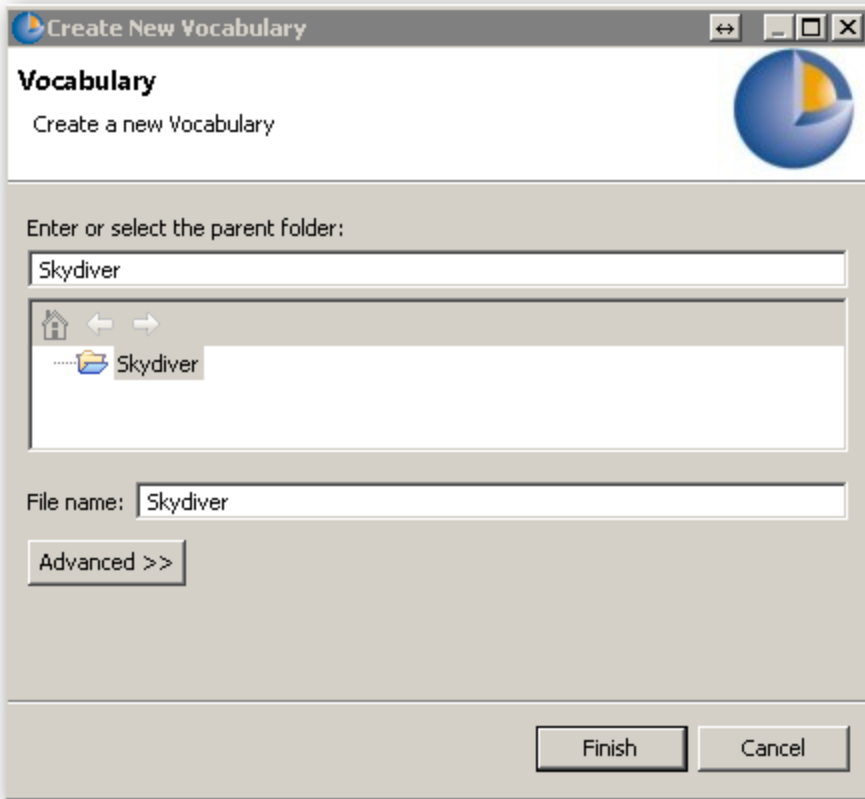 Create New Vocabulary
Vocabulary
Create a new Vocabulary
Enter or select the parent folder:
Skydiver
Skydiver
File name: Skydiver
Advanced >>
Finish Cancel